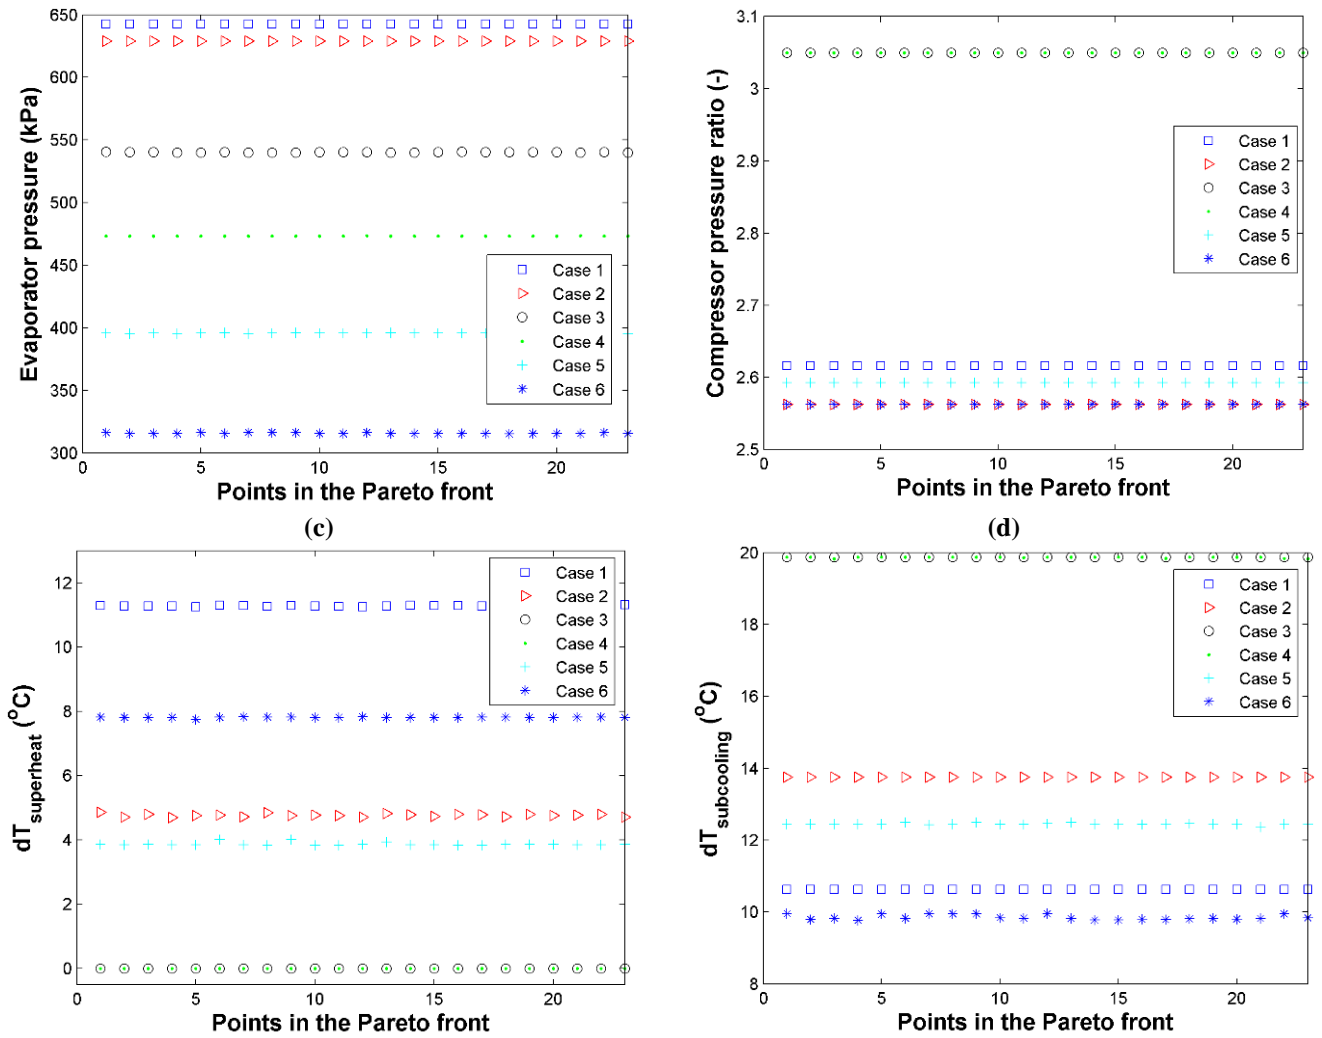 650
600
550
500
450
400
350
300
0
5
10
15
20
Evaporator pressure (kPa)
Points in the Pareto front
Case 1
Case 2
Case 3
Case 4
Case 5
Case 6
(c)
3.1
3
2.9
2.8
2.7
2.6
2.5
0
5
10
15
20
Compressor pressure ratio (-)
Points in the Pareto front
Case 1
Case 2
Case 3
Case 4
Case 5
Case 6
(d)
12
10
8
6
4
2
0
0
5
10
15
20
dTsuperheat (oC)
Points in the Pareto front
Case 1
Case 2
Case 3
Case 4
Case 5
Case 6
20
18
16
14
12
10
8
0
5
10
15
20
dTsubcooling (oC)
Points in the Pareto front
Case 1
Case 2
Case 3
Case 4
Case 5
Case 6